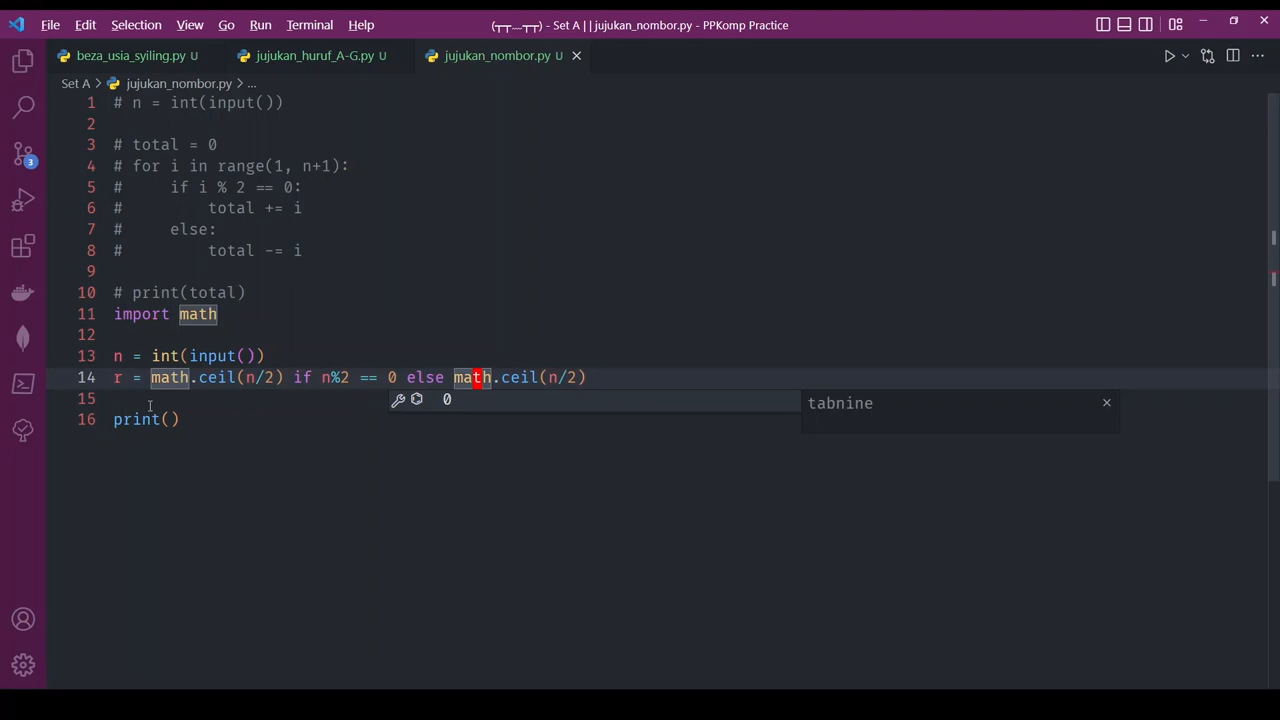 File Edit Selection View Go Run Terminal Help (┬┬﹏┬┬) - Set A || jujukan_nombor.py - PPKomp Practice
beza_usia_syiling.py U jujukan_huruf_A-G.py U jujukan_nombor.py U
Set A > jujukan_nombor.py > ...
1 # n = int(input())
2
3 # total = 0
4 # for i in range(1, n+1):
5 #     if i % 2 == 0:
6 #         total += i
7 #     else:
8 #         total -= i
9
10 # print(total)
11 import math
12
13 n = int(input())
14 r = math.ceil(n/2) if n%2 == 0 else math.ceil(n/2)
0 tabnine
15
16 print()
3